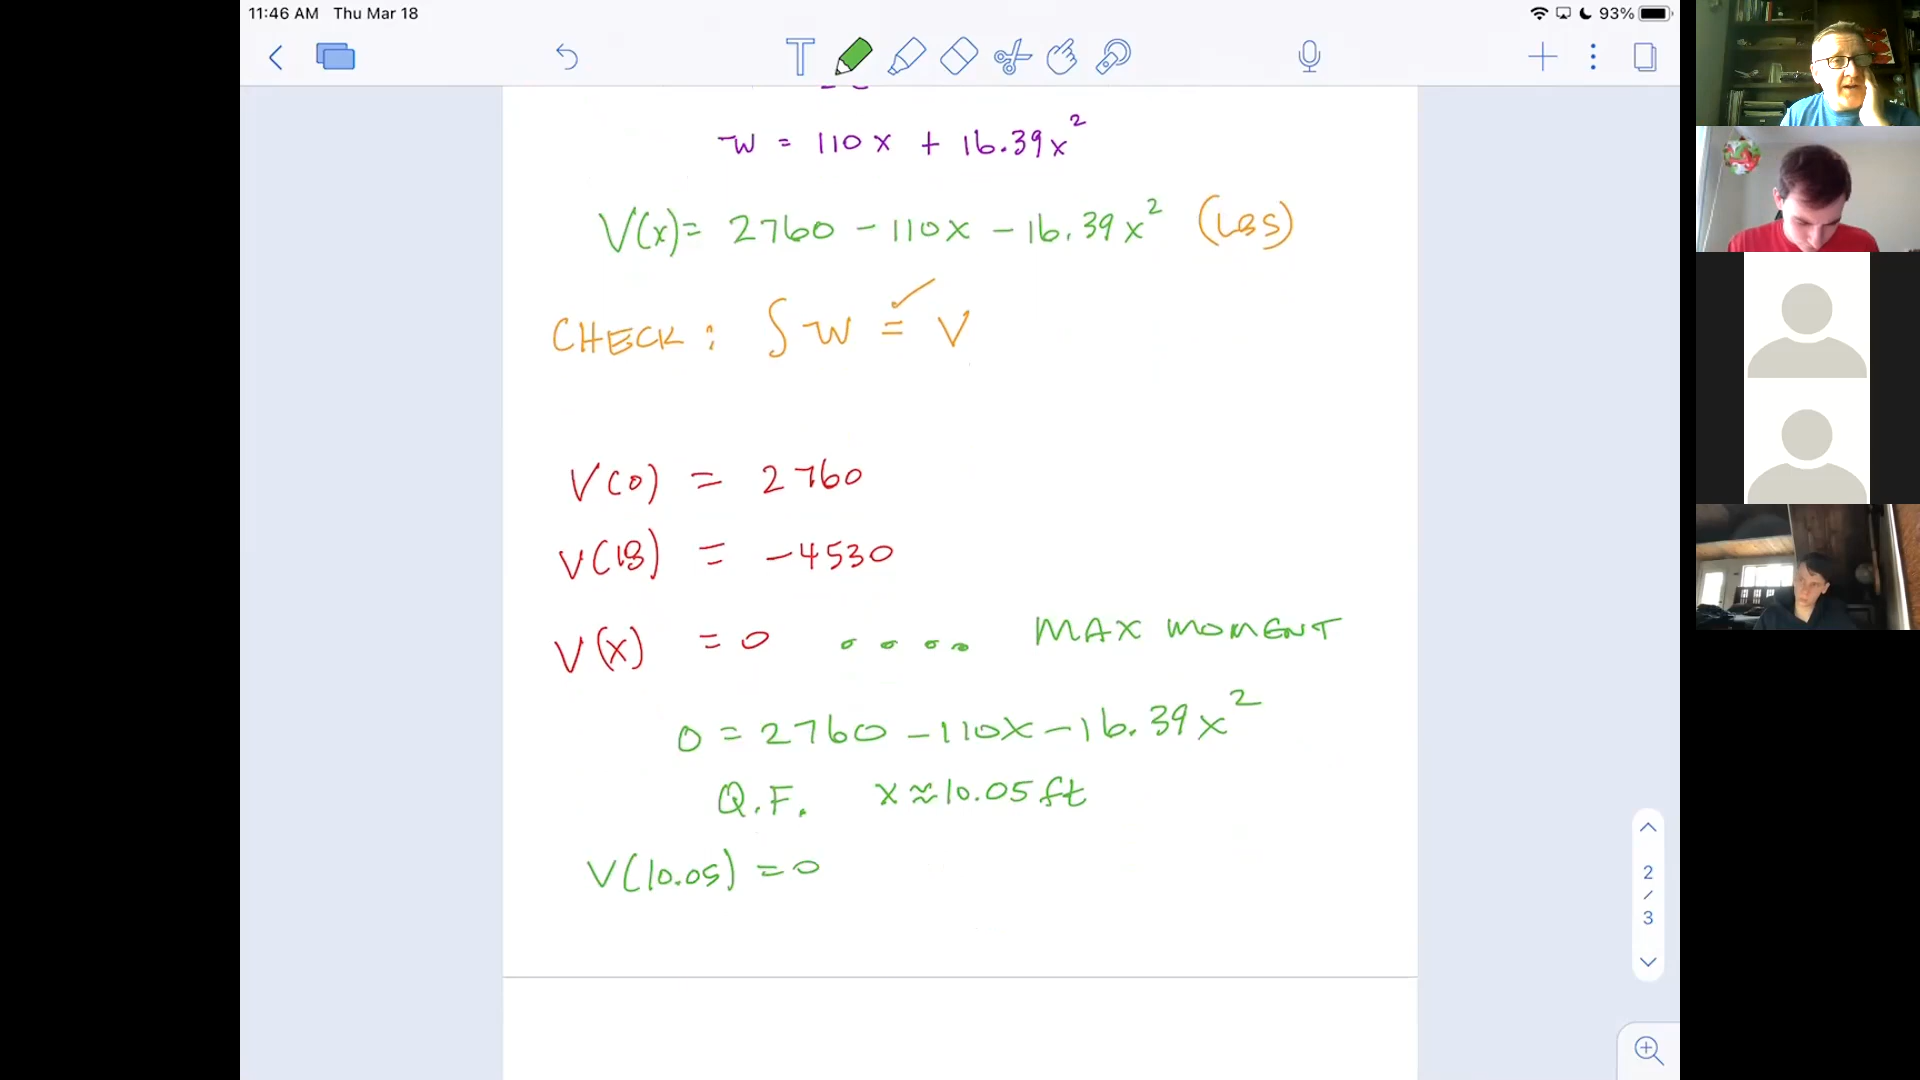 11:46 AM Thu Mar 18
93%
T
w = 110x + 16.39x²
V(x) = 2760 - 110x - 16.39x² (LBS)
CHECK: ∫ w = V
V(0) = 2760
V(18) = -4530
V(x) = 0 .... MAX MOMENT
0 = 2760 - 110x - 16.39x²
Q.F. x ≈ 10.05 ft
V(10.05) = 0
2
/
3